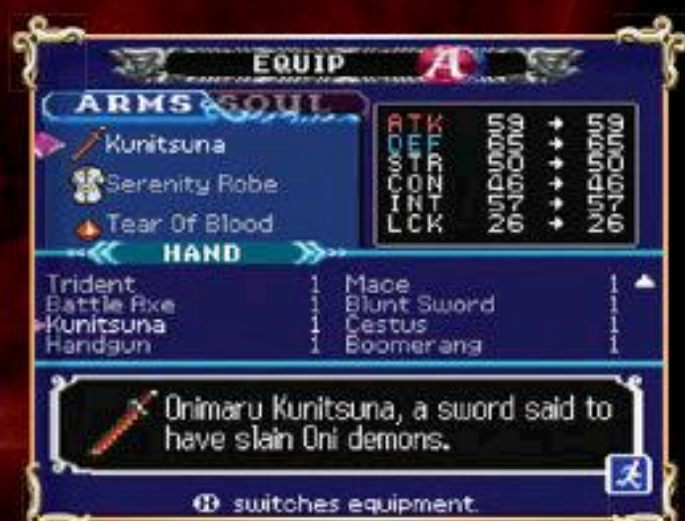 EQUIP A
ARMS SOUL
Kunitsuna
Serenity Robe
Tear Of Blood
ATK 59 → 59
DEF 65 → 65
STR 50 → 50
CON 46 → 46
INT 57 → 57
LCK 26 → 26
HAND
Trident 1 Mace 1
Battle Axe 1 Blunt Sword 1
Kunitsuna 1 Cestus 1
Handgun 1 Boomerang 1
Onimaru Kunitsuna, a sword said to
have slain Oni demons.
switches equipment.